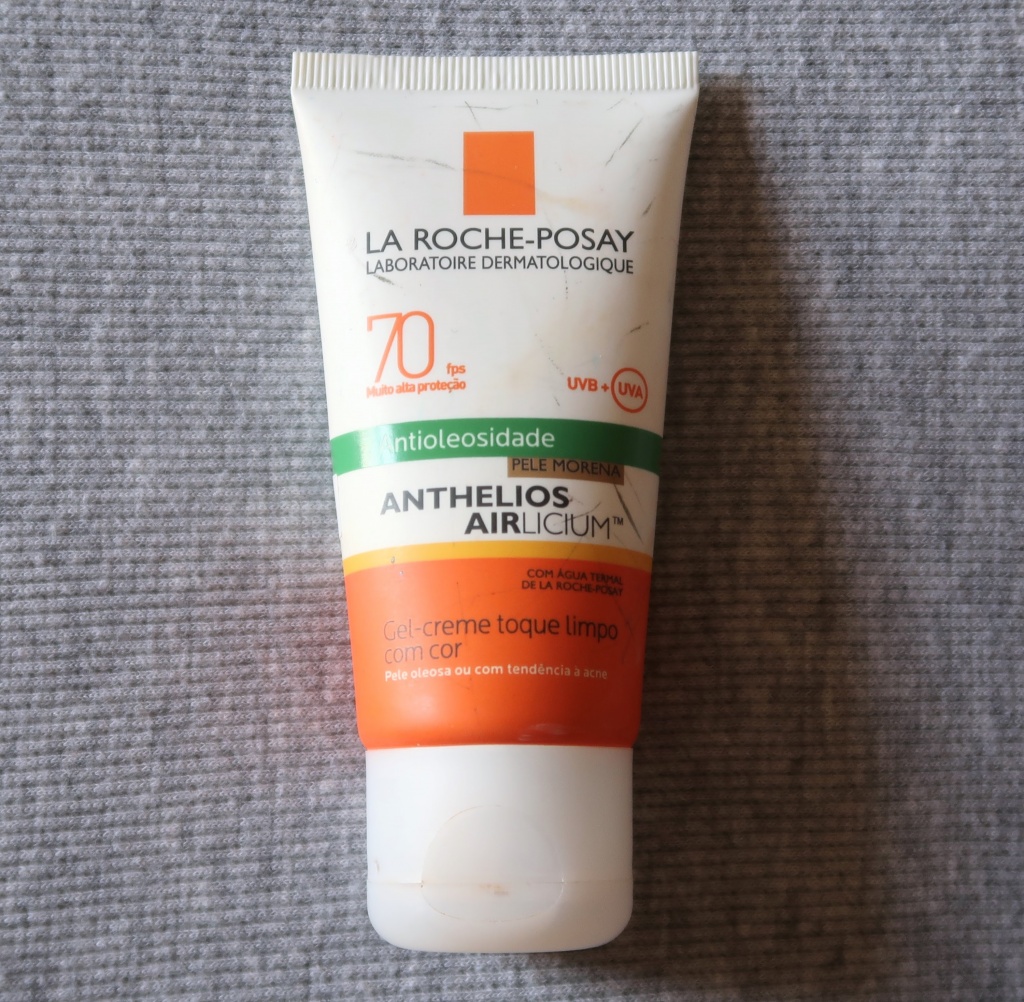 LA ROCHE-POSAY
LABORATOIRE DERMATOLOGIQUE
70 fps
Muito alta proteção
UVB + UVA
Antioleosidade
PELE MORENA
ANTHELIOS
AIRLICIUM™
COM ÁGUA TERMAL
DE LA ROCHE-POSAY
Gel-creme toque limpo
com cor
Pele oleosa ou com tendência à acne